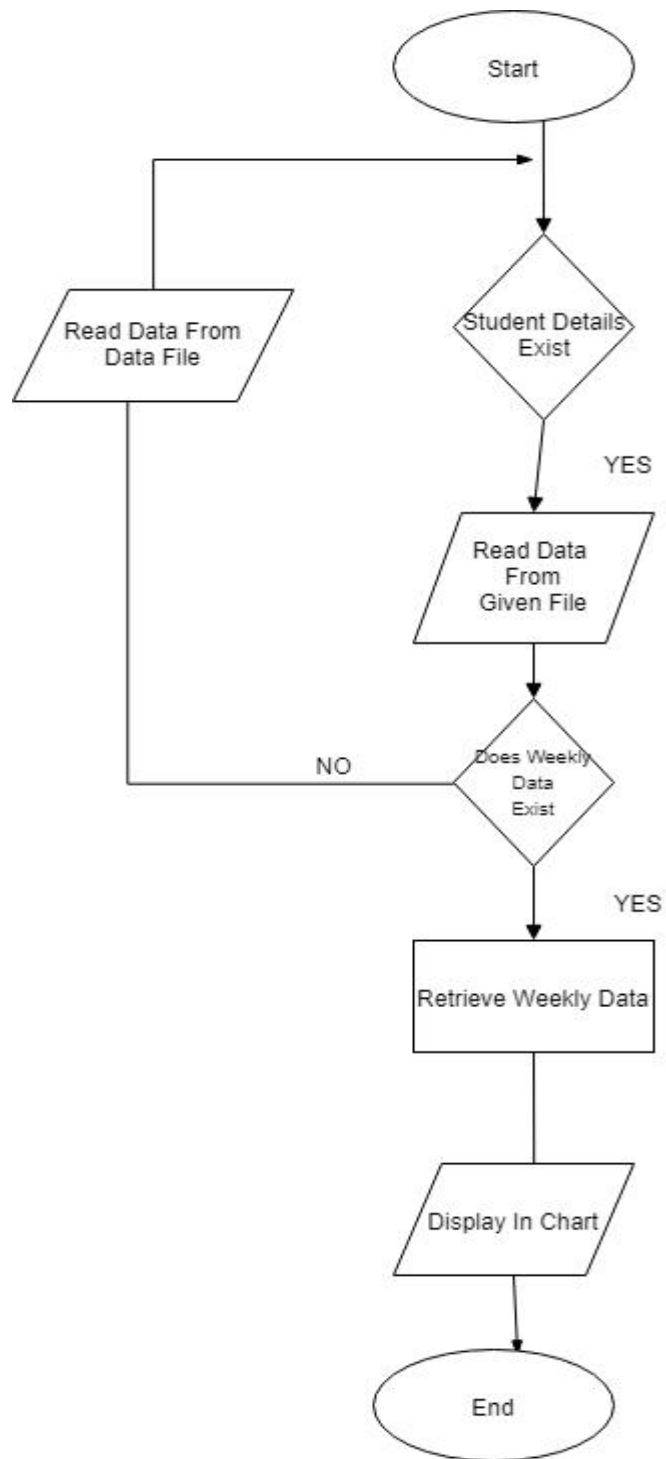 Start
Student Details
Exist
Read Data From
Data File
YES
Read Data
From
Given File
Does Weekly
Data
Exist
NO
YES
Retrieve Weekly Data
Display In Chart
End